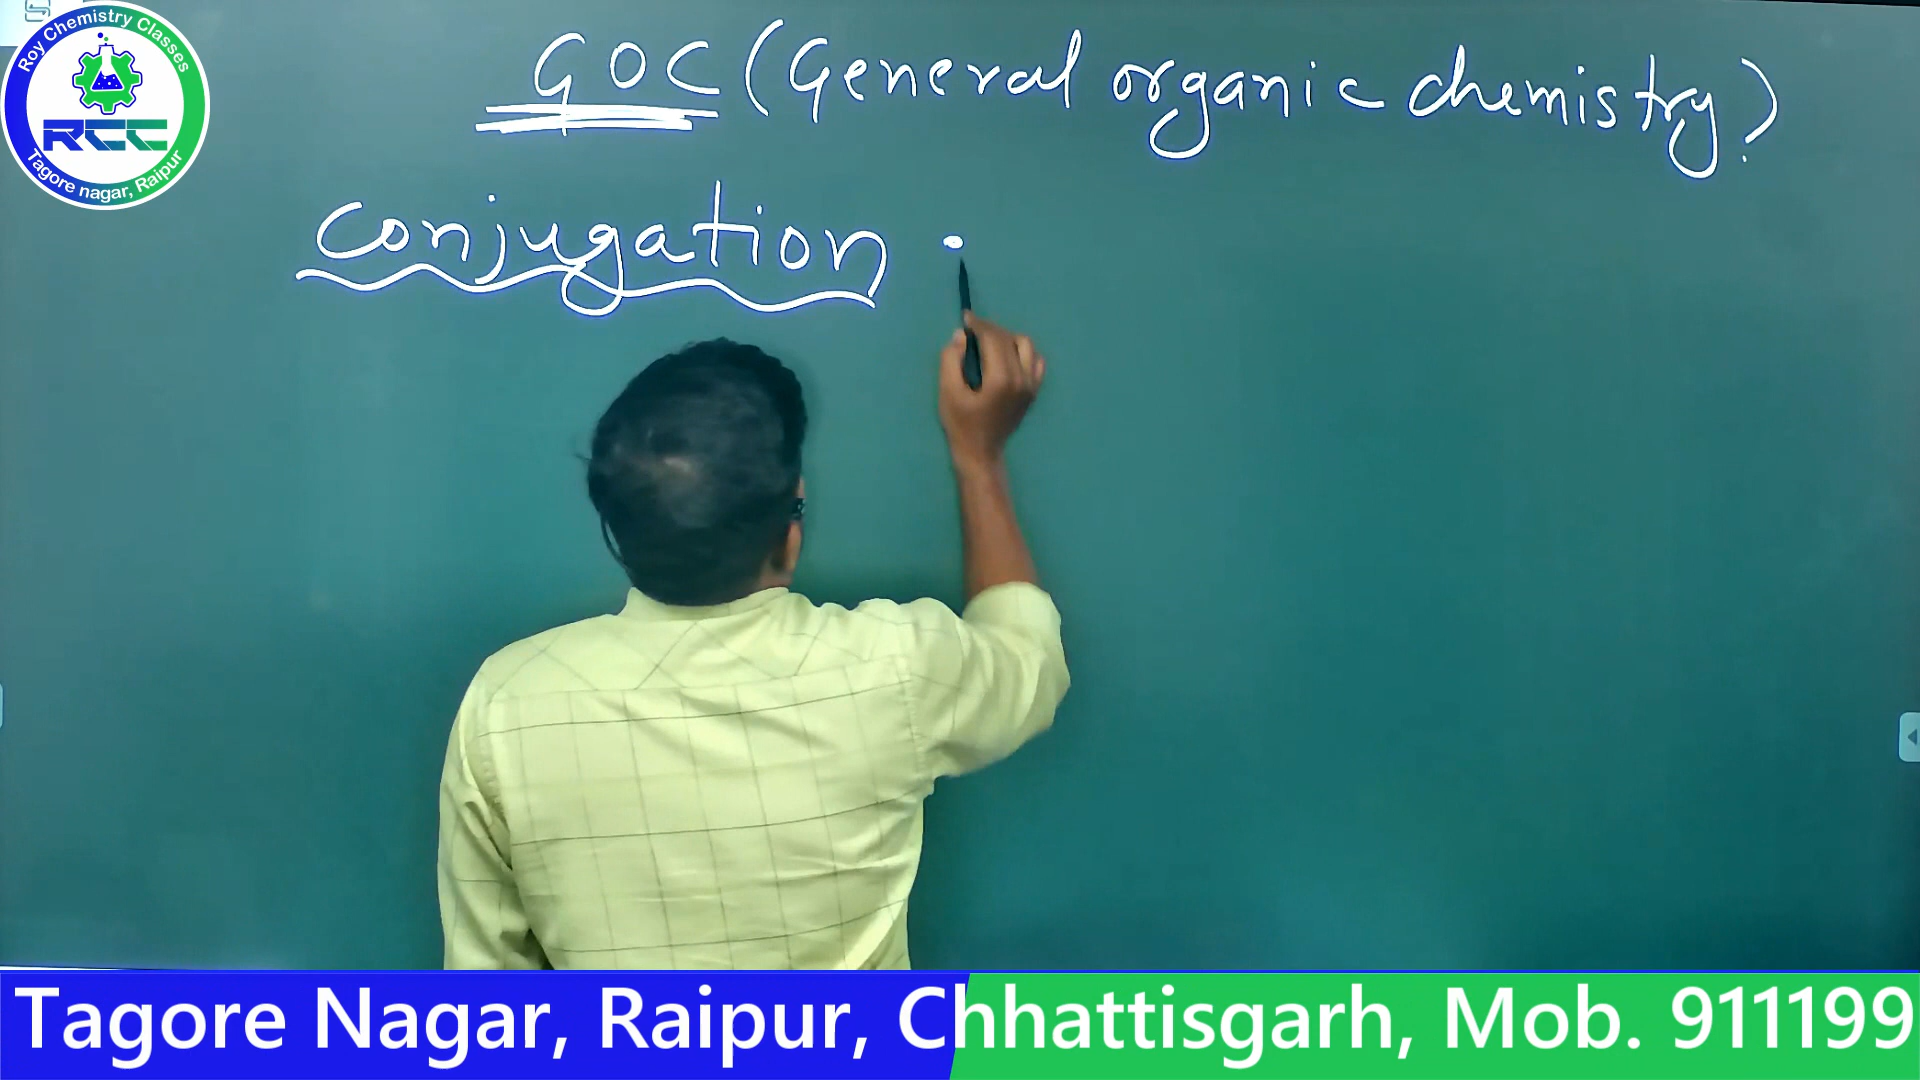 Roy Chemistry Classes
RCC
Tagore nagar, Raipur
GOC (General organic chemistry)
Conjugation :
Tagore Nagar, Raipur, Chhattisgarh, Mob. 911199